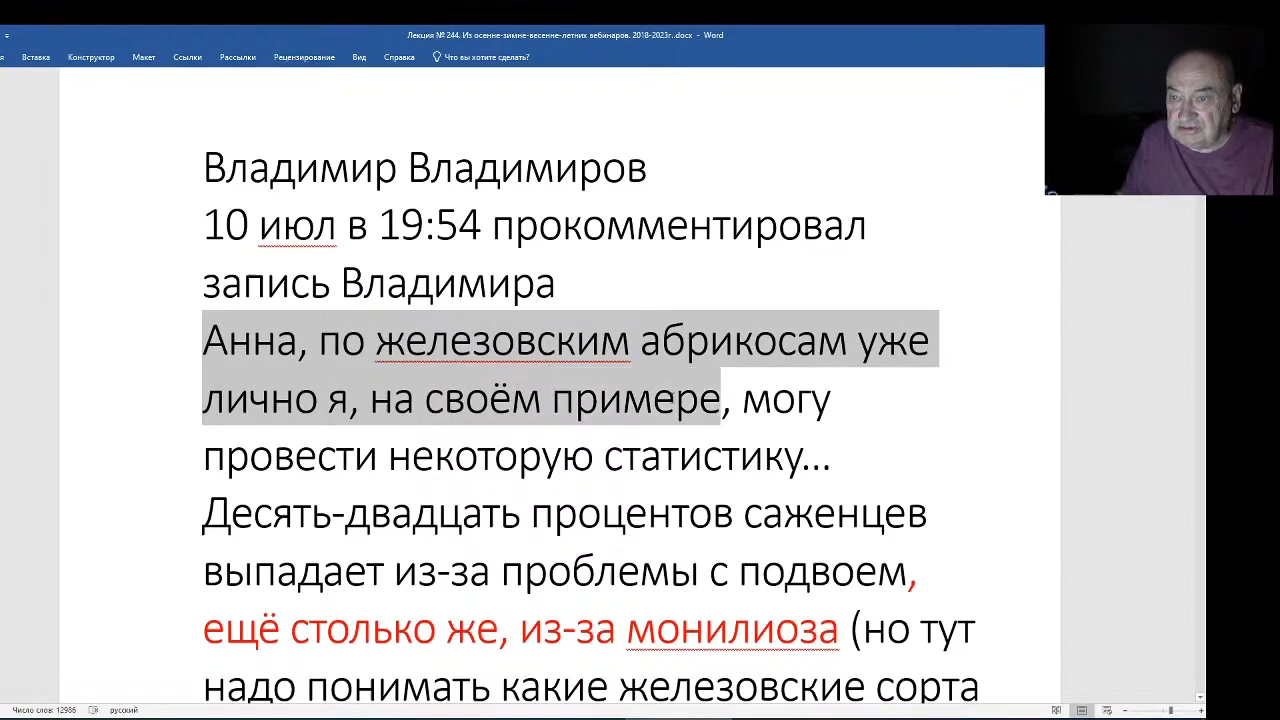 Лекция № 244. Из осенне-зимне-весенне-летних вебинаров. 2018-2023г..docx - Word
Вставка Конструктор Макет Ссылки Рассылки Рецензирование Вид Справка Что вы хотите сделать?
Владимир Владимиров
10 июл в 19:54 прокомментировал
запись Владимира
Анна, по железовским абрикосам уже
лично я, на своём примере, могу
провести некоторую статистику...
Десять-двадцать процентов саженцев
выпадает из-за проблемы с подвоем,
ещё столько же, из-за монилиоза (но тут
надо понимать какие железовские сорта
Число слов: 12986 русский